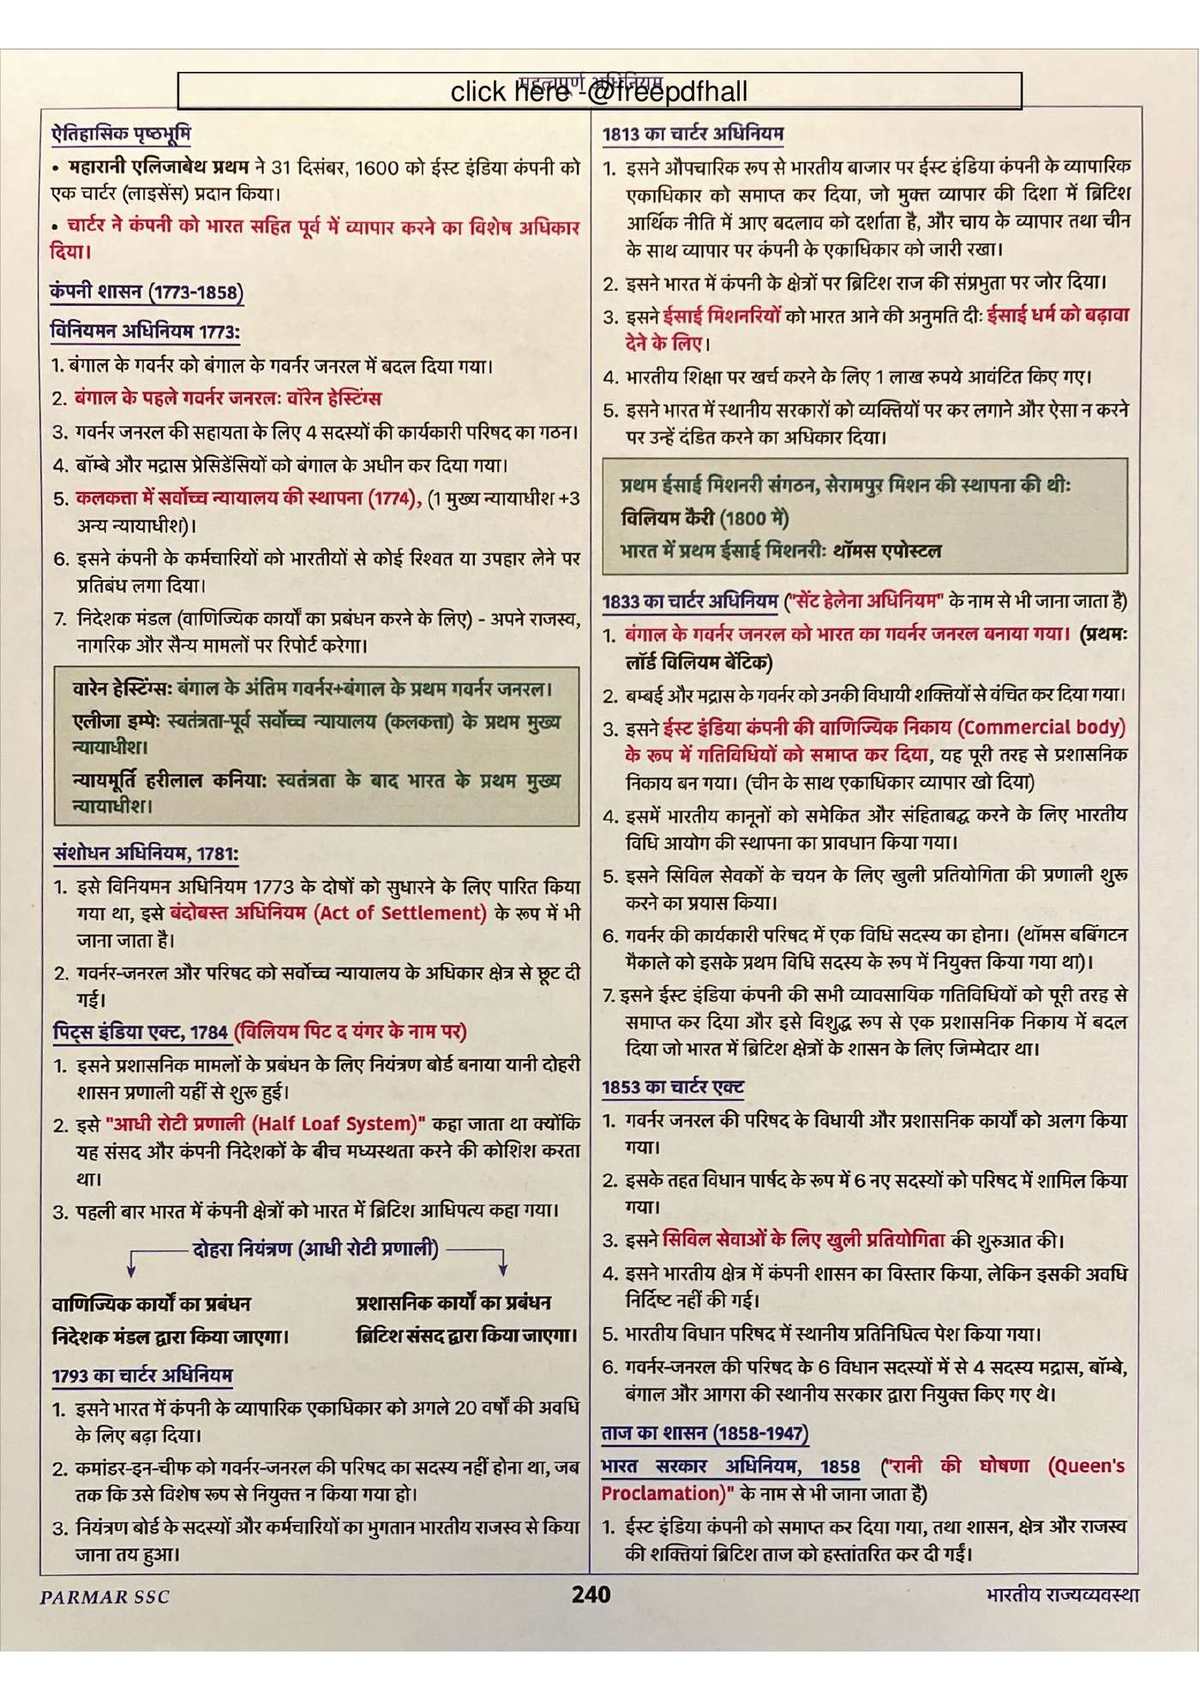 महत्वपूर्ण अधिनियम
click here -@freepdfhall
ऐतिहासिक पृष्ठभूमि
• महारानी एलिजाबेथ प्रथम ने 31 दिसंबर, 1600 को ईस्ट इंडिया कंपनी को
एक चार्टर (लाइसेंस) प्रदान किया।
• चार्टर ने कंपनी को भारत सहित पूर्व में व्यापार करने का विशेष अधिकार
दिया।
कंपनी शासन (1773-1858)
विनियमन अधिनियम 1773:
1. बंगाल के गवर्नर को बंगाल के गवर्नर जनरल में बदल दिया गया।
2. बंगाल के पहले गवर्नर जनरलः वॉरेन हेस्टिंग्स
3. गवर्नर जनरल की सहायता के लिए 4 सदस्यों की कार्यकारी परिषद का गठन।
4. बॉम्बे और मद्रास प्रेसिडेंसियों को बंगाल के अधीन कर दिया गया।
5. कलकत्ता में सर्वोच्च न्यायालय की स्थापना (1774), (1 मुख्य न्यायाधीश +3
अन्य न्यायाधीश)।
6. इसने कंपनी के कर्मचारियों को भारतीयों से कोई रिश्वत या उपहार लेने पर
प्रतिबंध लगा दिया।
7. निदेशक मंडल (वाणिज्यिक कार्यों का प्रबंधन करने के लिए) - अपने राजस्व,
नागरिक और सैन्य मामलों पर रिपोर्ट करेगा।
वारेन हेस्टिंग्स: बंगाल के अंतिम गवर्नर+बंगाल के प्रथम गवर्नर जनरल।
एलीजा इम्पे: स्वतंत्रता-पूर्व सर्वोच्च न्यायालय (कलकत्ता) के प्रथम मुख्य
न्यायाधीश।
न्यायमूर्ति हरीलाल कनिया: स्वतंत्रता के बाद भारत के प्रथम मुख्य
न्यायाधीश।
संशोधन अधिनियम, 1781:
1. इसे विनियमन अधिनियम 1773 के दोषों को सुधारने के लिए पारित किया
गया था, इसे बंदोबस्त अधिनियम (Act of Settlement) के रूप में भी
जाना जाता है।
2. गवर्नर-जनरल और परिषद को सर्वोच्च न्यायालय के अधिकार क्षेत्र से छूट दी
गई।
पिट्स इंडिया एक्ट, 1784 (विलियम पिट द यंगर के नाम पर)
1. इसने प्रशासनिक मामलों के प्रबंधन के लिए नियंत्रण बोर्ड बनाया यानी दोहरी
शासन प्रणाली यहीं से शुरू हुई।
2. इसे "आधी रोटी प्रणाली (Half Loaf System)" कहा जाता था क्योंकि
यह संसद और कंपनी निदेशकों के बीच मध्यस्थता करने की कोशिश करता
था।
3. पहली बार भारत में कंपनी क्षेत्रों को भारत में ब्रिटिश आधिपत्य कहा गया।
दोहरा नियंत्रण (आधी रोटी प्रणाली)
वाणिज्यिक कार्यों का प्रबंधन
निदेशक मंडल द्वारा किया जाएगा।
प्रशासनिक कार्यों का प्रबंधन
ब्रिटिश संसद द्वारा किया जाएगा।
1793 का चार्टर अधिनियम
1. इसने भारत में कंपनी के व्यापारिक एकाधिकार को अगले 20 वर्षों की अवधि
के लिए बढ़ा दिया।
2. कमांडर-इन-चीफ को गवर्नर-जनरल की परिषद का सदस्य नहीं होना था, जब
तक कि उसे विशेष रूप से नियुक्त न किया गया हो।
3. नियंत्रण बोर्ड के सदस्यों और कर्मचारियों का भुगतान भारतीय राजस्व से किया
जाना तय हुआ।
1813 का चार्टर अधिनियम
1. इसने औपचारिक रूप से भारतीय बाजार पर ईस्ट इंडिया कंपनी के व्यापारिक
एकाधिकार को समाप्त कर दिया, जो मुक्त व्यापार की दिशा में ब्रिटिश
आर्थिक नीति में आए बदलाव को दर्शाता है, और चाय के व्यापार तथा चीन
के साथ व्यापार पर कंपनी के एकाधिकार को जारी रखा।
2. इसने भारत में कंपनी के क्षेत्रों पर ब्रिटिश राज की संप्रभुता पर जोर दिया।
3. इसने ईसाई मिशनरियों को भारत आने की अनुमति दीः ईसाई धर्म को बढ़ावा
देने के लिए।
4. भारतीय शिक्षा पर खर्च करने के लिए 1 लाख रुपये आवंटित किए गए।
5. इसने भारत में स्थानीय सरकारों को व्यक्तियों पर कर लगाने और ऐसा न करने
पर उन्हें दंडित करने का अधिकार दिया।
प्रथम ईसाई मिशनरी संगठन, सेरामपुर मिशन की स्थापना की थीः
विलियम कैरी (1800 में)
भारत में प्रथम ईसाई मिशनरीः थॉमस एपोस्टल
1833 का चार्टर अधिनियम ("सेंट हेलेना अधिनियम" के नाम से भी जाना जाता है)
1. बंगाल के गवर्नर जनरल को भारत का गवर्नर जनरल बनाया गया। (प्रथमः
लॉर्ड विलियम बेंटिक)
2. बम्बई और मद्रास के गवर्नर को उनकी विधायी शक्तियों से वंचित कर दिया गया।
3. इसने ईस्ट इंडिया कंपनी की वाणिज्यिक निकाय (Commercial body)
के रूप में गतिविधियों को समाप्त कर दिया, यह पूरी तरह से प्रशासनिक
निकाय बन गया। (चीन के साथ एकाधिकार व्यापार खो दिया)
4. इसमें भारतीय कानूनों को समेकित और संहिताबद्ध करने के लिए भारतीय
विधि आयोग की स्थापना का प्रावधान किया गया।
5. इसने सिविल सेवकों के चयन के लिए खुली प्रतियोगिता की प्रणाली शुरू
करने का प्रयास किया।
6. गवर्नर की कार्यकारी परिषद में एक विधि सदस्य का होना। (थॉमस बबिंगटन
मैकाले को इसके प्रथम विधि सदस्य के रूप में नियुक्त किया गया था)।
7. इसने ईस्ट इंडिया कंपनी की सभी व्यावसायिक गतिविधियों को पूरी तरह से
समाप्त कर दिया और इसे विशुद्ध रूप से एक प्रशासनिक निकाय में बदल
दिया जो भारत में ब्रिटिश क्षेत्रों के शासन के लिए जिम्मेदार था।
1853 का चार्टर एक्ट
1. गवर्नर जनरल की परिषद के विधायी और प्रशासनिक कार्यों को अलग किया
गया।
2. इसके तहत विधान पार्षद के रूप में 6 नए सदस्यों को परिषद में शामिल किया
गया।
3. इसने सिविल सेवाओं के लिए खुली प्रतियोगिता की शुरुआत की।
4. इसने भारतीय क्षेत्र में कंपनी शासन का विस्तार किया, लेकिन इसकी अवधि
निर्दिष्ट नहीं की गई।
5. भारतीय विधान परिषद में स्थानीय प्रतिनिधित्व पेश किया गया।
6. गवर्नर-जनरल की परिषद के 6 विधान सदस्यों में से 4 सदस्य मद्रास, बॉम्बे,
बंगाल और आगरा की स्थानीय सरकार द्वारा नियुक्त किए गए थे।
ताज का शासन (1858-1947)
भारत सरकार अधिनियम, 1858 ("रानी की घोषणा (Queen's
Proclamation)" के नाम से भी जाना जाता है)
1. ईस्ट इंडिया कंपनी को समाप्त कर दिया गया, तथा शासन, क्षेत्र और राजस्व
की शक्तियां ब्रिटिश ताज को हस्तांतरित कर दी गईं।
PARMAR SSC
240
भारतीय राज्यव्यवस्था